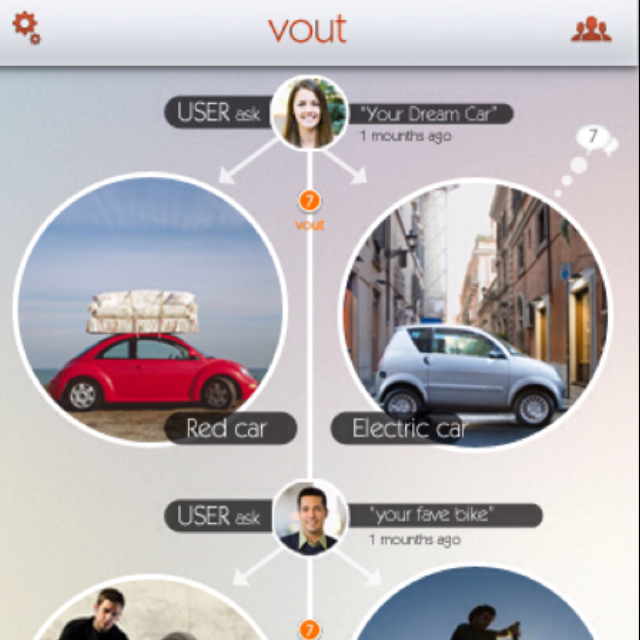 vout
USER ask "Your Dream Car"
1 mounths ago
7
7
vout
Red car
Electric car
USER ask "your fave bike"
1 mounths ago
7